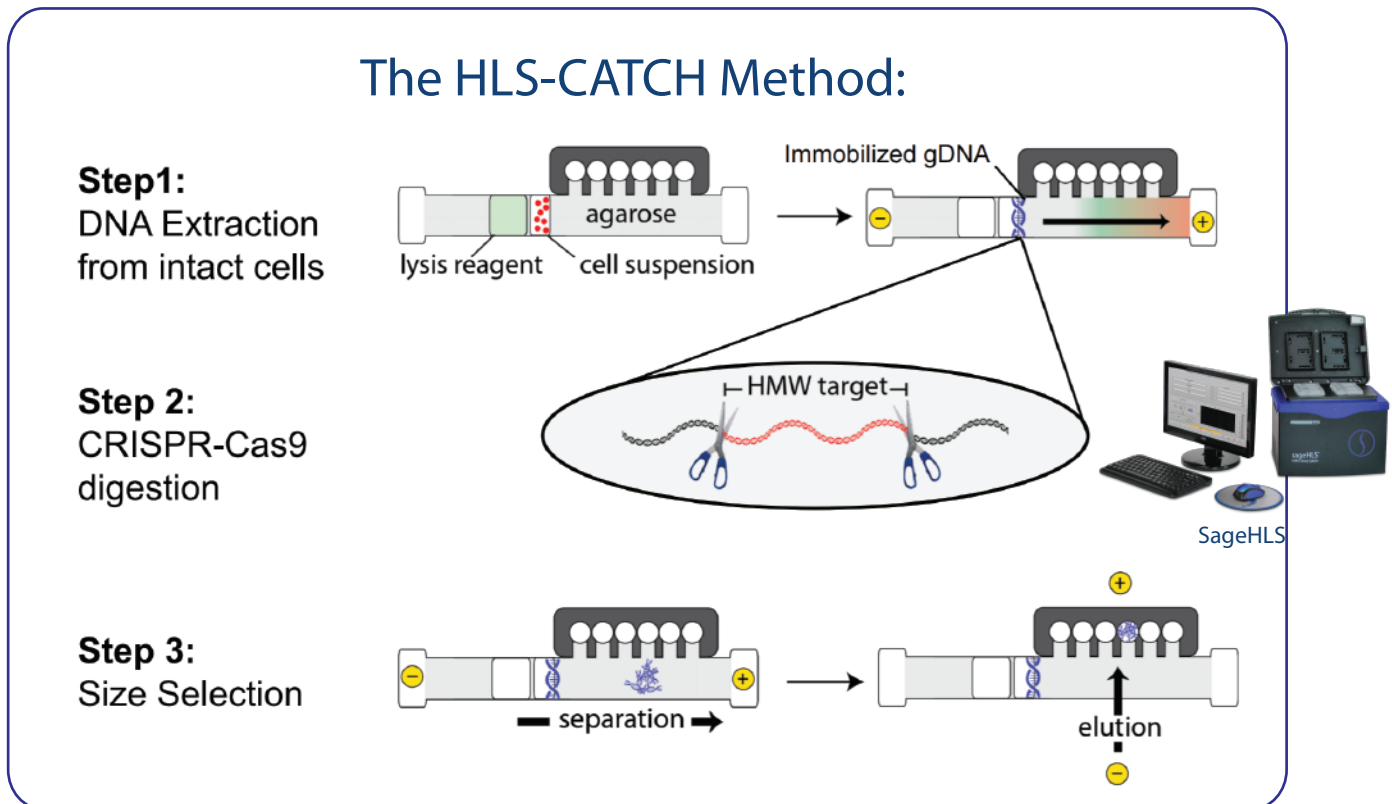 The HLS-CATCH Method:
Step1:
DNA Extraction
from intact cells
agarose
lysis reagent
cell suspension
Immobilized gDNA
−
+
Step 2:
CRISPR-Cas9
digestion
HMW target
sageHLS
SageHLS
Step 3:
Size Selection
−
+
separation
+
elution
−